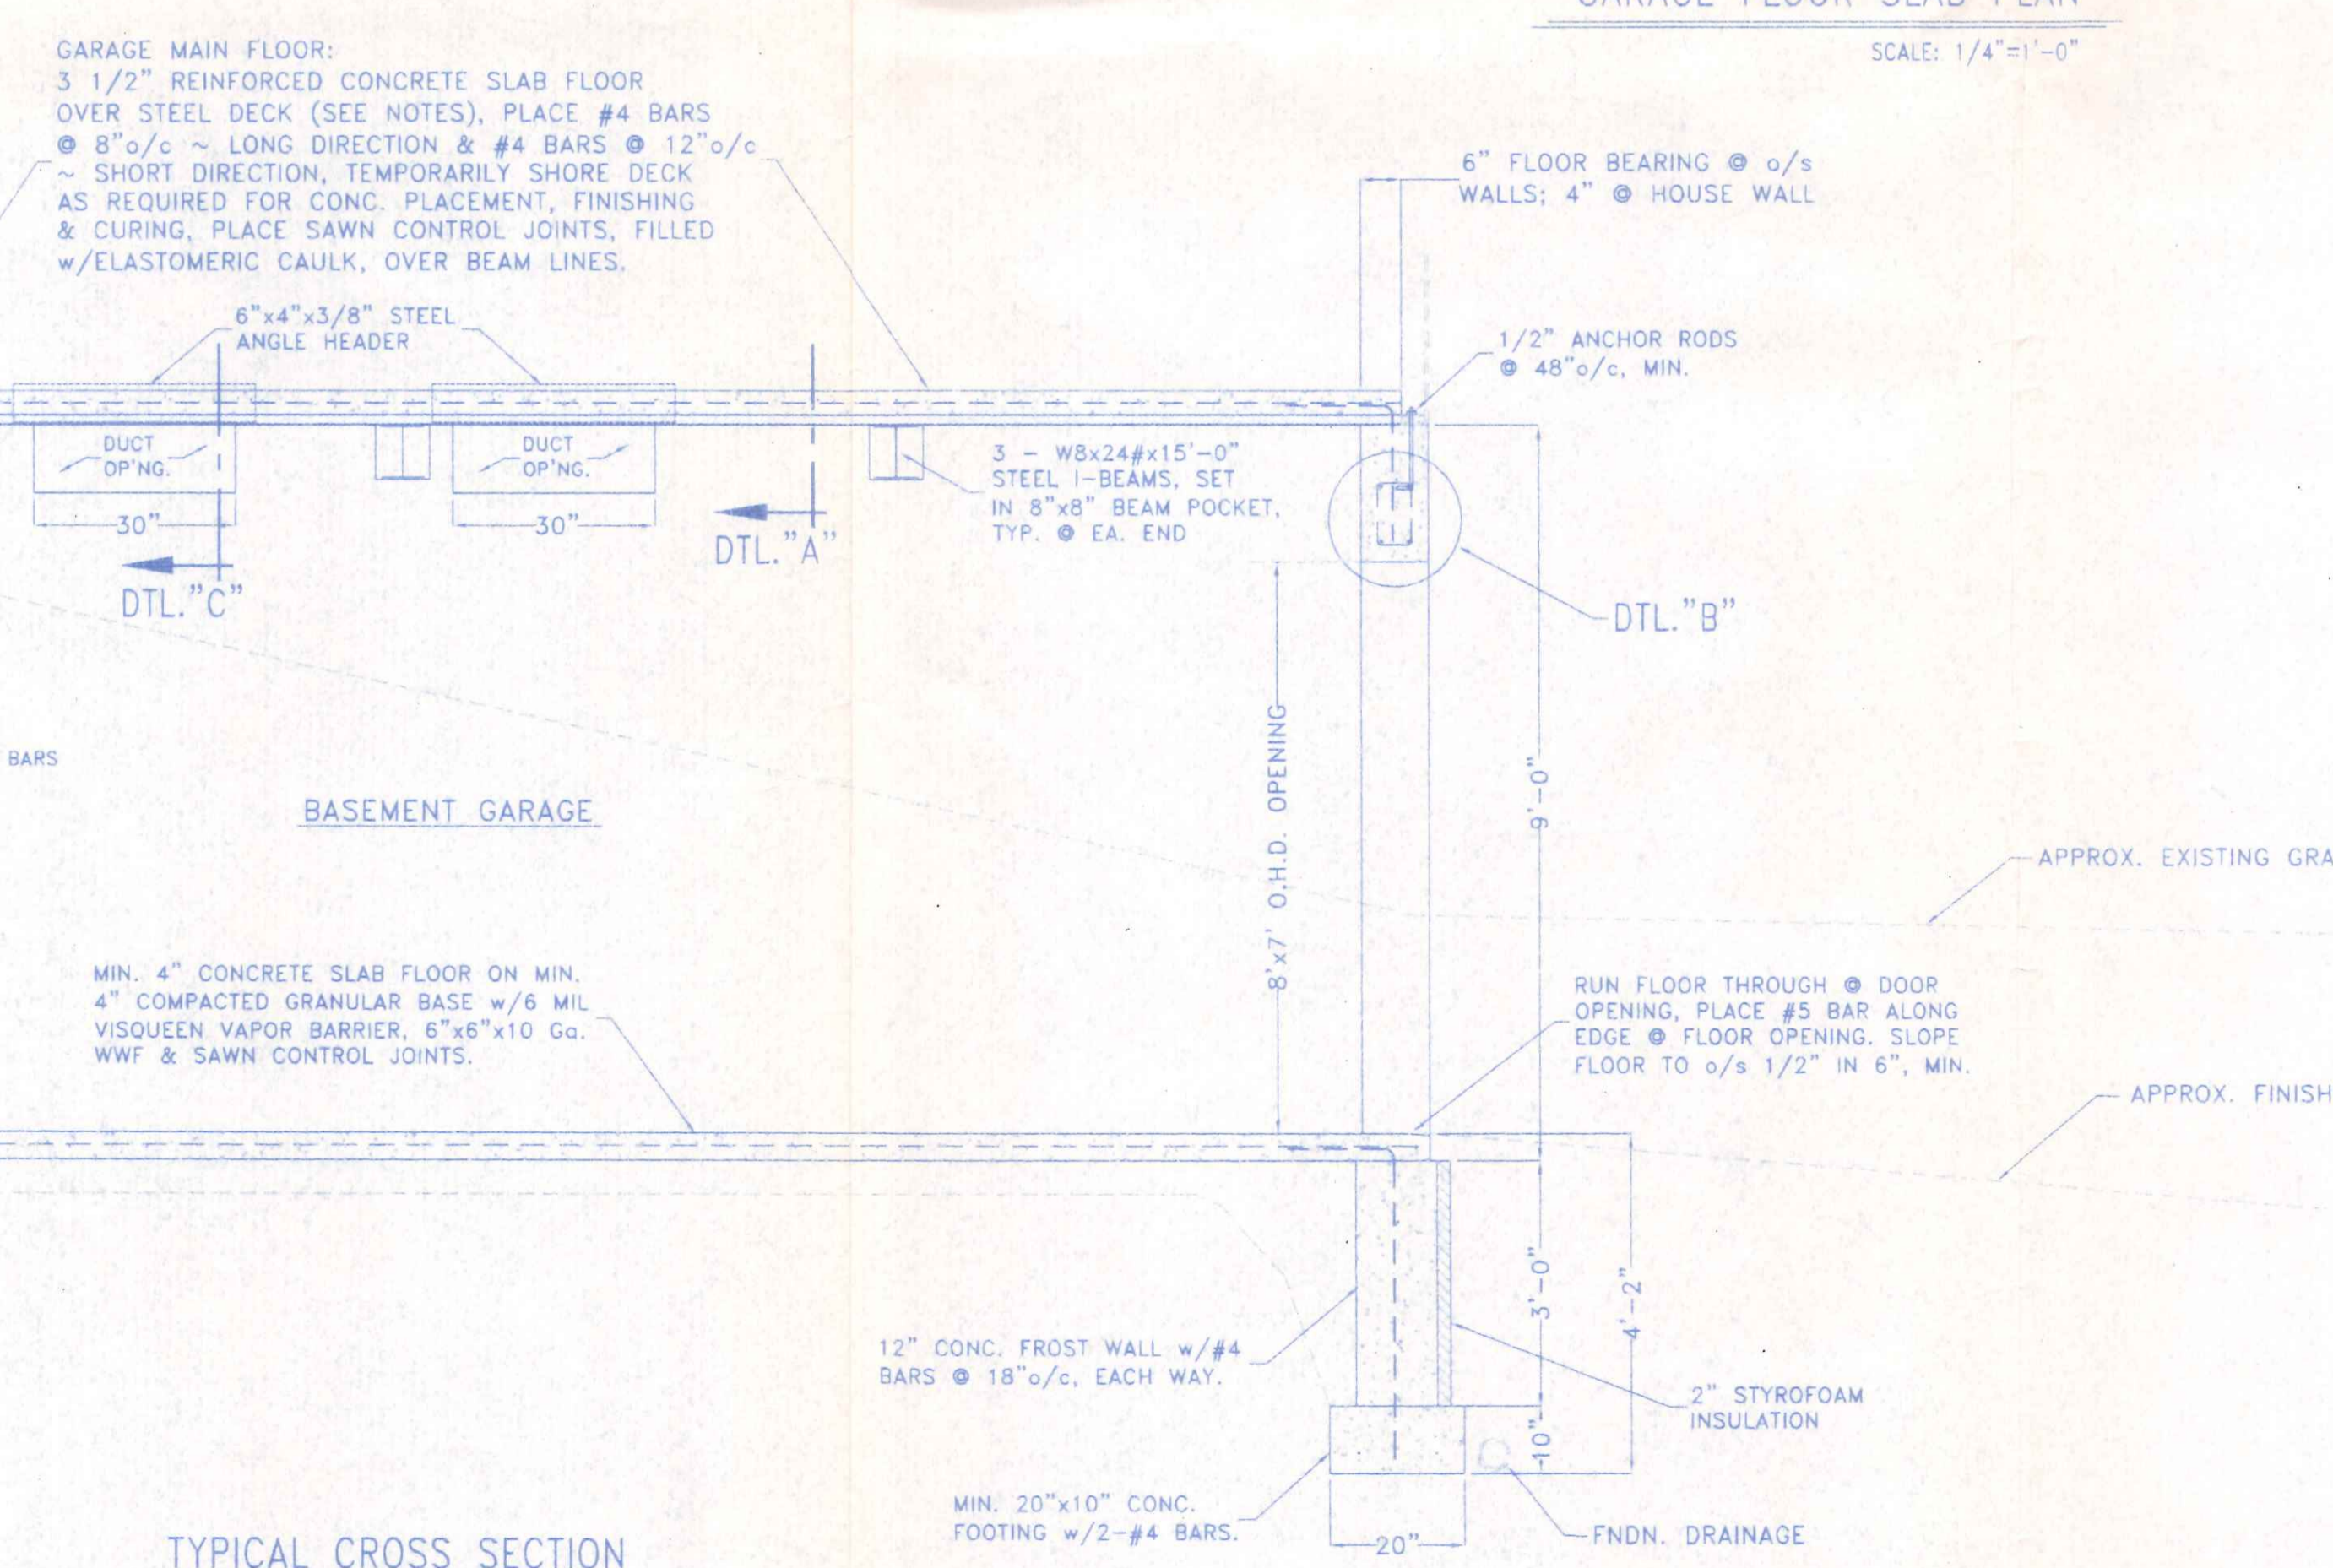 GARAGE FLOOR SLAB PLAN
SCALE: 1/4"=1'-0"
GARAGE MAIN FLOOR:
3 1/2" REINFORCED CONCRETE SLAB FLOOR
OVER STEEL DECK (SEE NOTES), PLACE #4 BARS
@ 8"o/c ~ LONG DIRECTION & #4 BARS @ 12"o/c
~ SHORT DIRECTION, TEMPORARILY SHORE DECK
AS REQUIRED FOR CONC. PLACEMENT, FINISHING
& CURING, PLACE SAWN CONTROL JOINTS, FILLED
w/ELASTOMERIC CAULK, OVER BEAM LINES.
6" FLOOR BEARING @ o/s
WALLS; 4" @ HOUSE WALL
6"x4"x3/8" STEEL
ANGLE HEADER
1/2" ANCHOR RODS
@ 48"o/c, MIN.
DUCT
OP'NG.
30"
DUCT
OP'NG.
30"
3 - W8x24#x15'-0"
STEEL I-BEAMS, SET
IN 8"x8" BEAM POCKET,
TYP. @ EA. END
DTL."A"
DTL."C"
DTL."B"
BARS
BASEMENT GARAGE
8'x7' O.H.D. OPENING
9'-0"
APPROX. EXISTING GRA
MIN. 4" CONCRETE SLAB FLOOR ON MIN.
4" COMPACTED GRANULAR BASE w/6 MIL
VISQUEEN VAPOR BARRIER, 6"x6"x10 Ga.
WWF & SAWN CONTROL JOINTS.
RUN FLOOR THROUGH @ DOOR
OPENING, PLACE #5 BAR ALONG
EDGE @ FLOOR OPENING. SLOPE
FLOOR TO o/s 1/2" IN 6", MIN.
APPROX. FINISH
3'-0"
4'-2"
12" CONC. FROST WALL w/#4
BARS @ 18"o/c, EACH WAY.
2" STYROFOAM
INSULATION
10"
MIN. 20"x10" CONC.
FOOTING w/2-#4 BARS.
20"
FNDN. DRAINAGE
TYPICAL CROSS SECTION